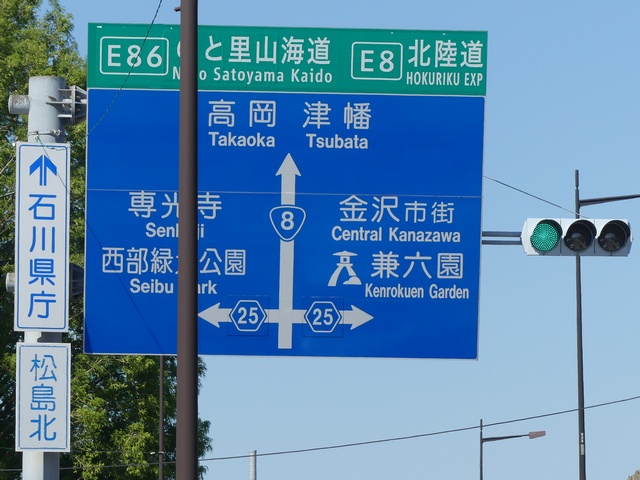 E86 と里山海道
Satoyama Kaido
E8 北陸道
HOKURIKU EXP
高岡 津幡
Takaoka Tsubata
専光寺
8
金沢市街
Central Kanazawa
西部緑 公園
Seibu
兼六園
Kenrokuen Garden
25 25
石川県庁
松島北